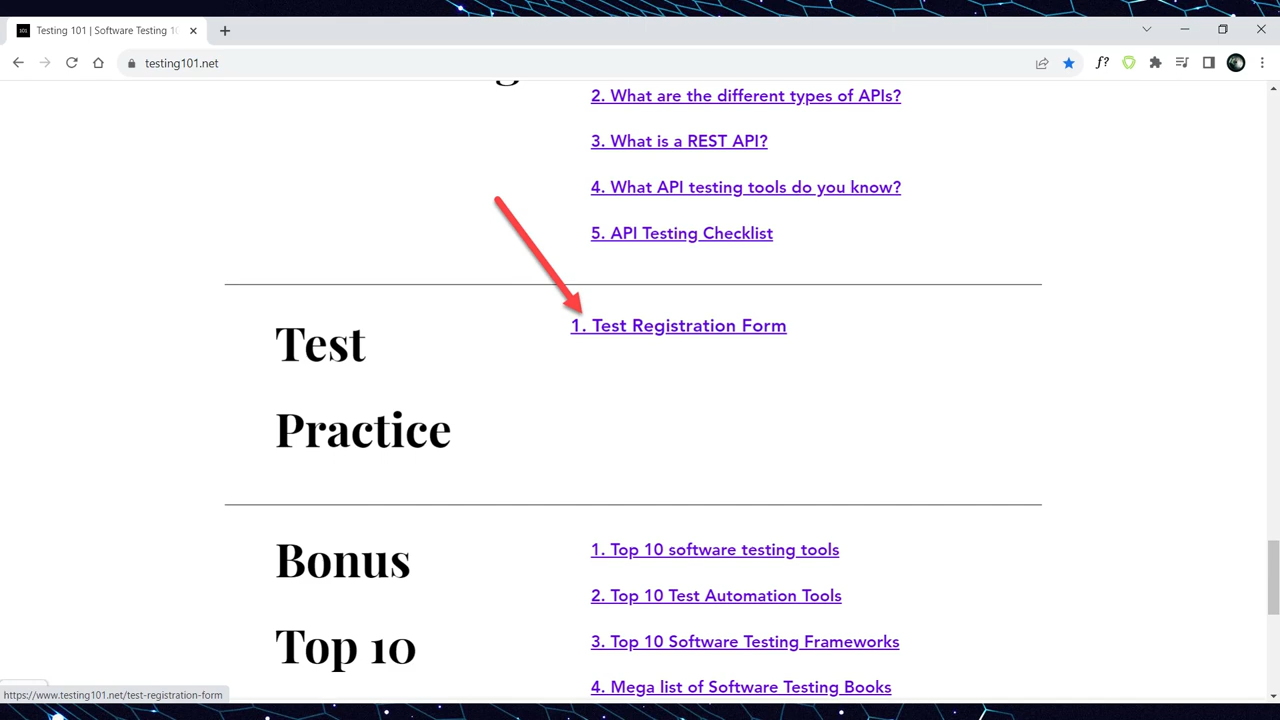 Testing 101 | Software Testing 10
testing101.net
2. What are the different types of APIs?
3. What is a REST API?
4. What API testing tools do you know?
5. API Testing Checklist
Test
Practice
1. Test Registration Form
Bonus
Top 10
1. Top 10 software testing tools
2. Top 10 Test Automation Tools
3. Top 10 Software Testing Frameworks
4. Mega list of Software Testing Books
https://www.testing101.net/test-registration-form